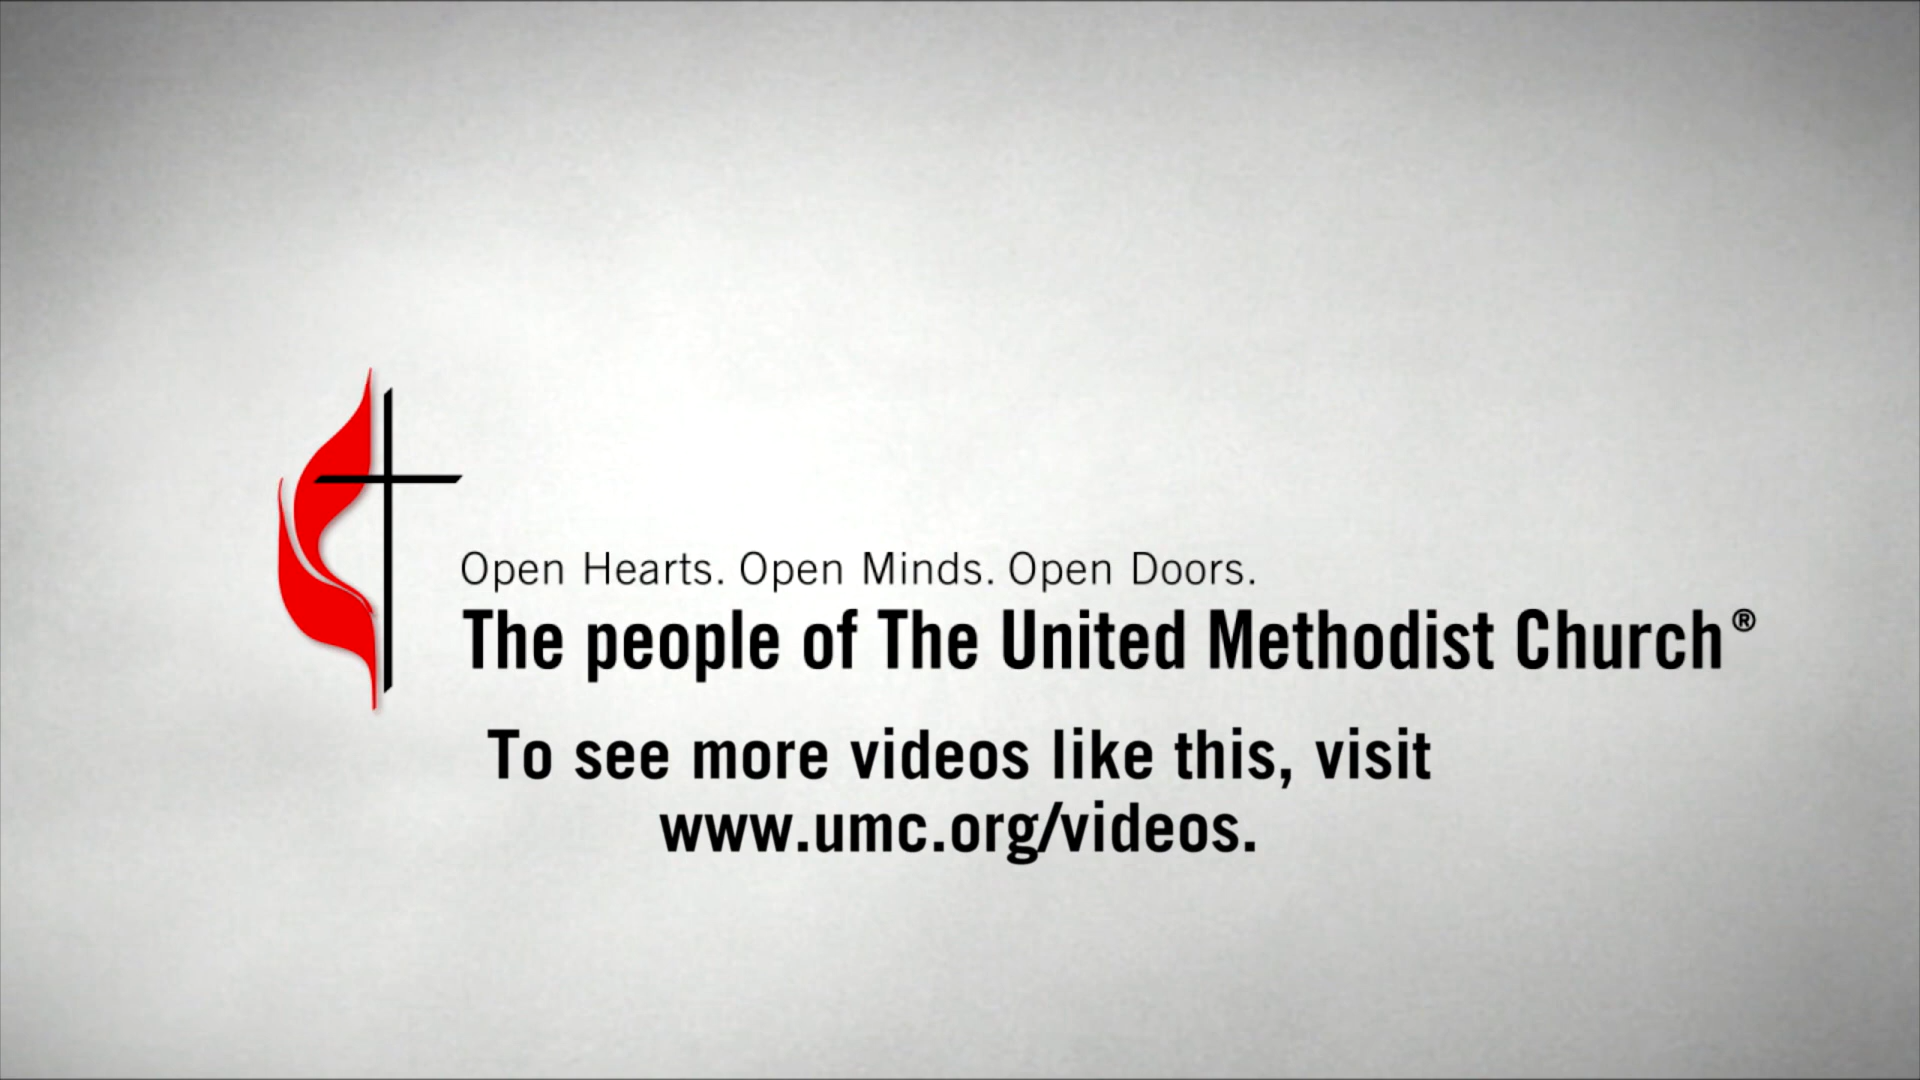 Open Hearts. Open Minds. Open Doors.
The people of The United Methodist Church®
To see more videos like this, visit
www.umc.org/videos.